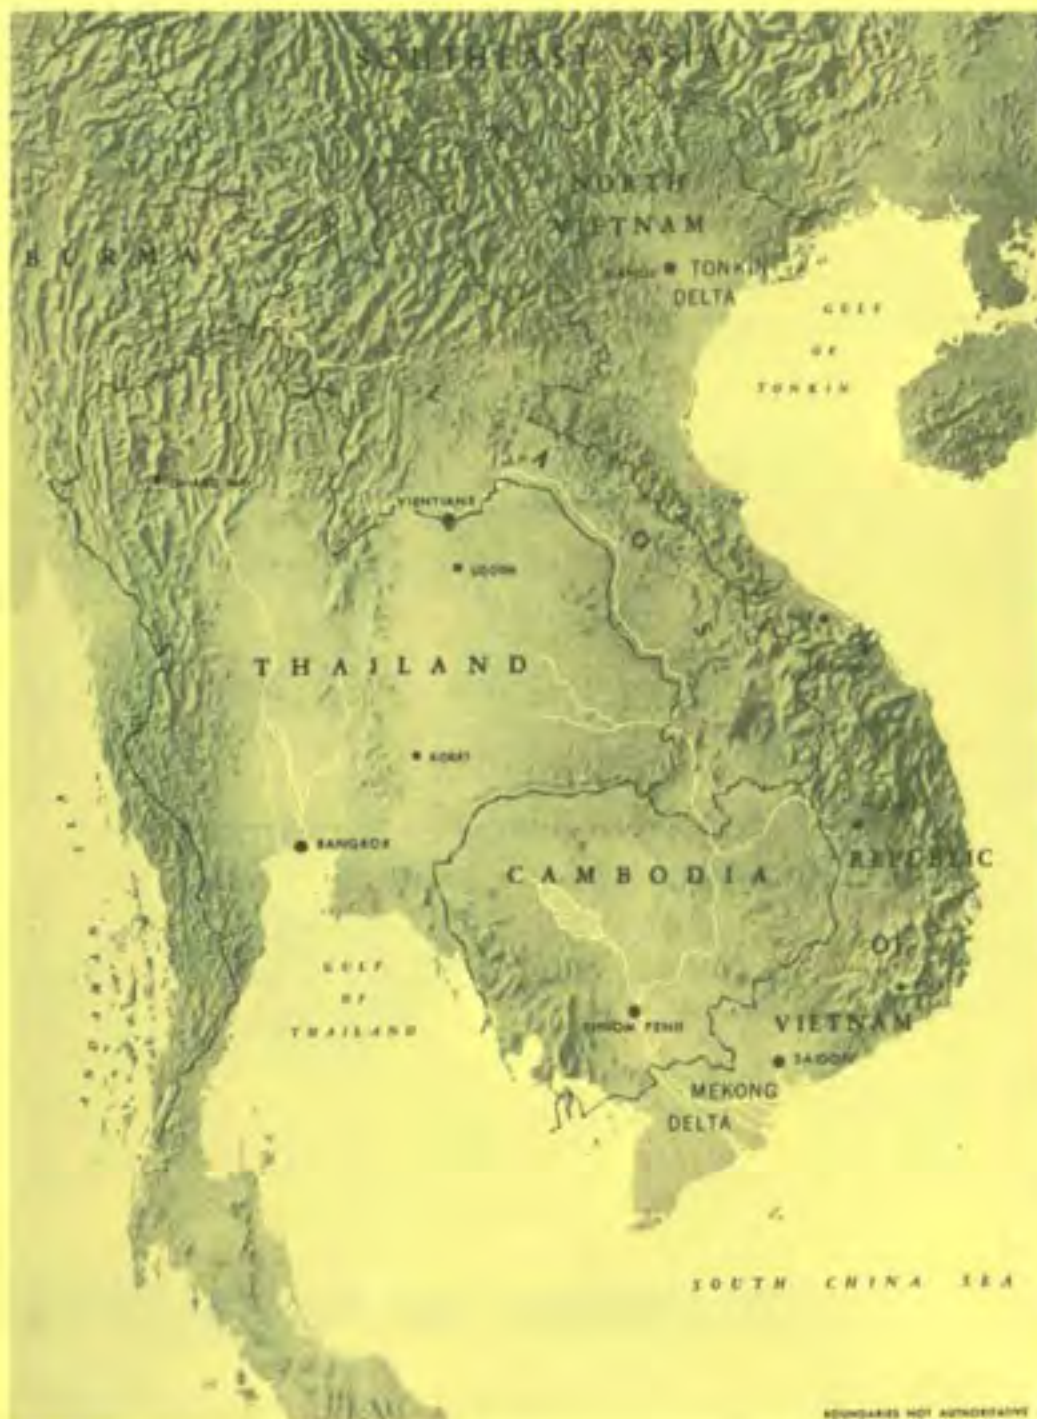 SOUTHEAST ASIA
NORTH
VIETNAM
BURMA
HANOI TONKIN
DELTA
GULF
OF
TONKIN
LAOS
VIENTIANE
UDORN
THAILAND
KORAT
BANGKOK
CAMBODIA
REPUBLIC
OF
VIETNAM
GULF
OF
THAILAND
PHNOM PENH
SAIGON
MEKONG
DELTA
SOUTH CHINA SEA
BOUNDARIES NOT AUTHORITATIVE